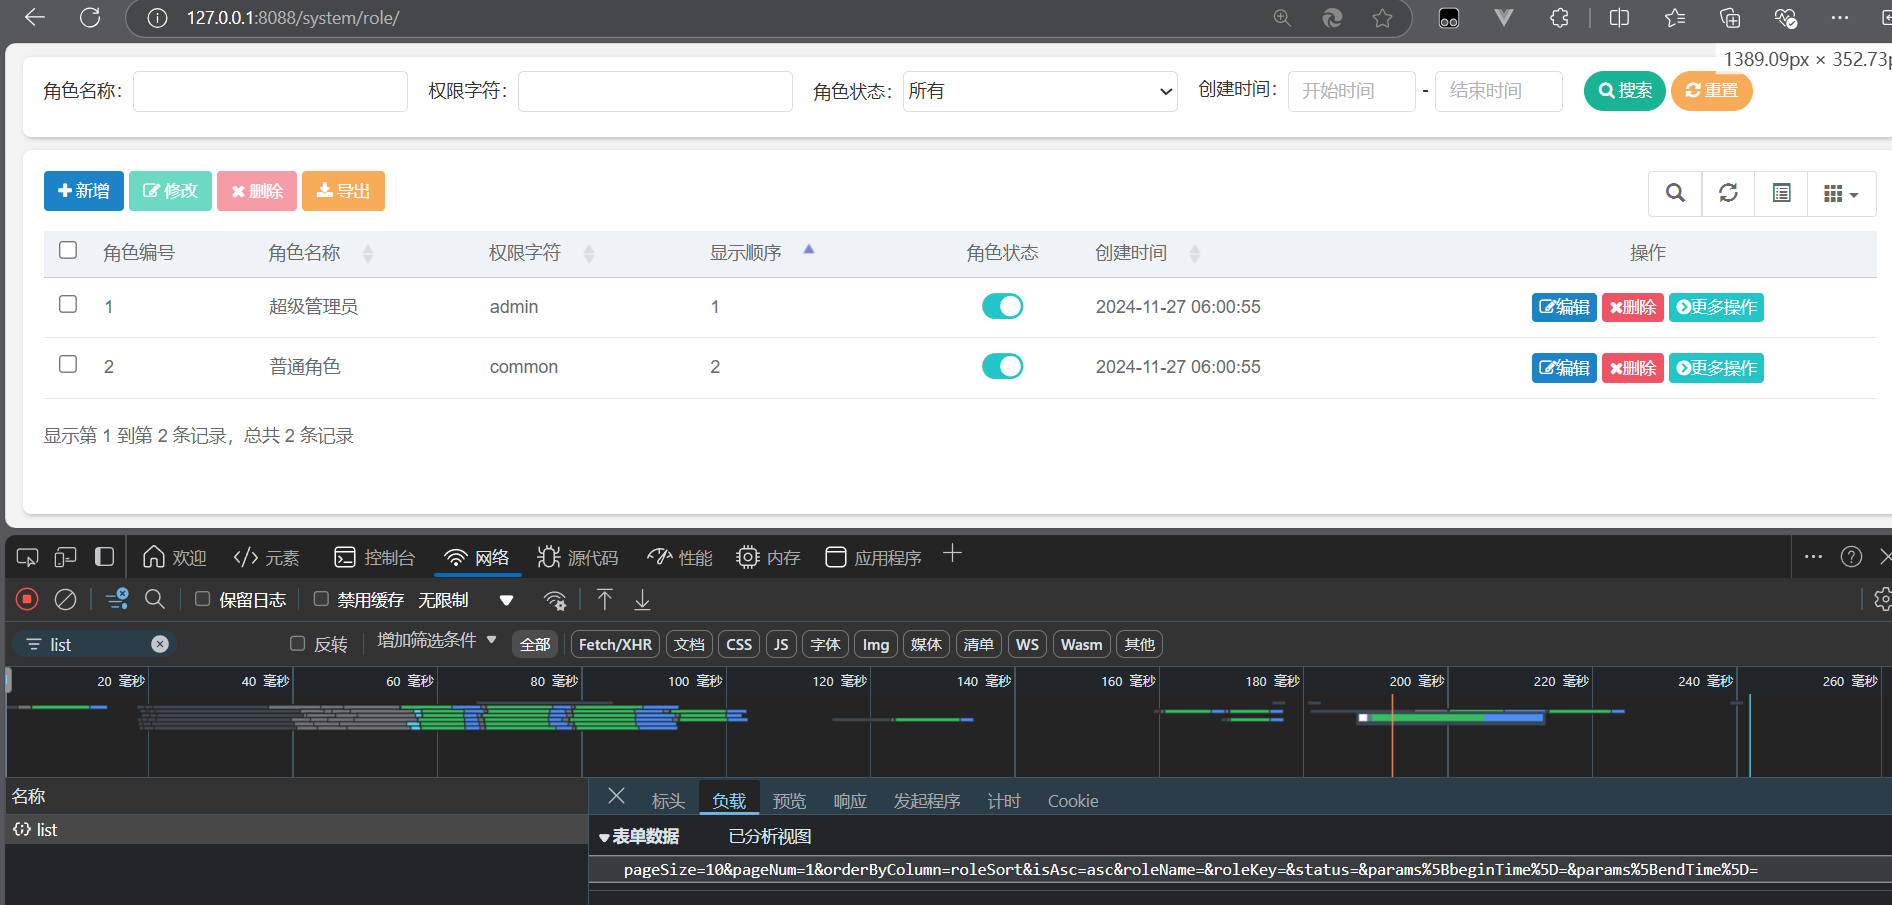 127.0.0.1:8088/system/role/
1389.09px × 352.73p
角色名称： 权限字符： 角色状态： 所有 创建时间： 开始时间 - 结束时间 搜索 重置
新增 修改 删除 导出
角色编号 角色名称 权限字符 显示顺序 角色状态 创建时间 操作
1 超级管理员 admin 1 2024-11-27 06:00:55 编辑 删除 更多操作
2 普通角色 common 2 2024-11-27 06:00:55 编辑 删除 更多操作
显示第 1 到第 2 条记录，总共 2 条记录
欢迎 元素 控制台 网络 源代码 性能 内存 应用程序
保留日志 禁用缓存 无限制
list 反转 增加筛选条件 全部 Fetch/XHR 文档 CSS JS 字体 Img 媒体 清单 WS Wasm 其他
20 毫秒 40 毫秒 60 毫秒 80 毫秒 100 毫秒 120 毫秒 140 毫秒 160 毫秒 180 毫秒 200 毫秒 220 毫秒 240 毫秒 260 毫秒
名称 标头 负载 预览 响应 发起程序 计时 Cookie
list 表单数据 已分析视图
pageSize=10&pageNum=1&orderByColumn=roleSort&isAsc=asc&roleName=&roleKey=&status=&params%5BbeginTime%5D=&params%5BendTime%5D=